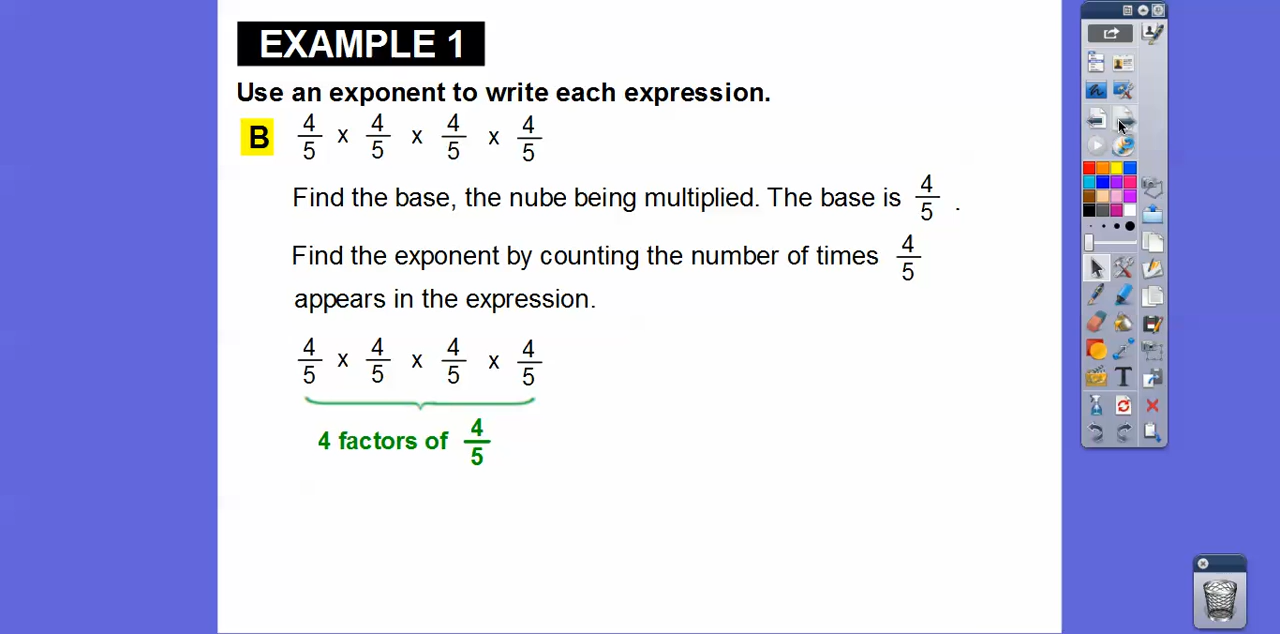 EXAMPLE 1
Use an exponent to write each expression.
B 4/5 x 4/5 x 4/5 x 4/5
Find the base, the nube being multiplied. The base is 4/5 .
Find the exponent by counting the number of times 4/5
appears in the expression.
4/5 x 4/5 x 4/5 x 4/5
4 factors of 4/5